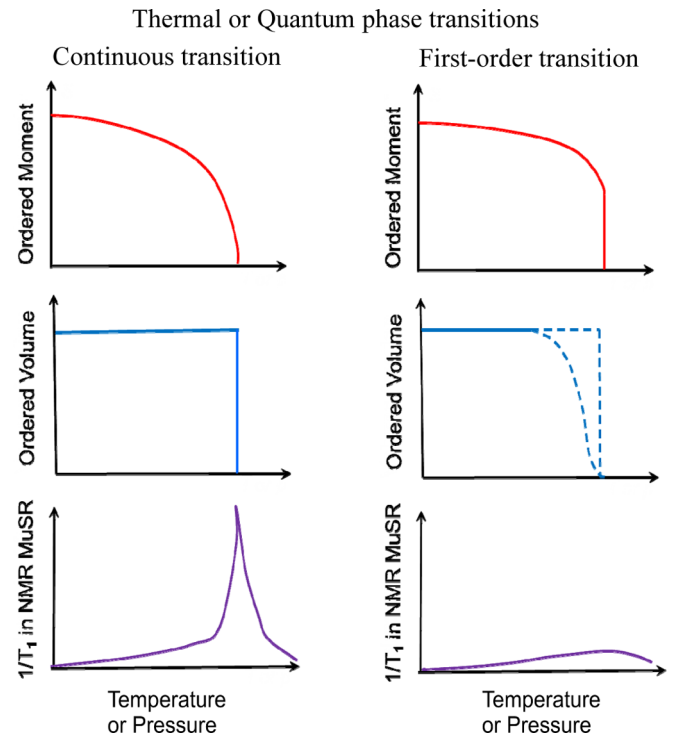 Thermal or Quantum phase transitions
Continuous transition
First-order transition
Ordered Moment
Ordered Moment
Ordered Volume
Ordered Volume
1/T₁ in NMR MuSR
1/T₁ in NMR MuSR
Temperature
or Pressure
Temperature
or Pressure